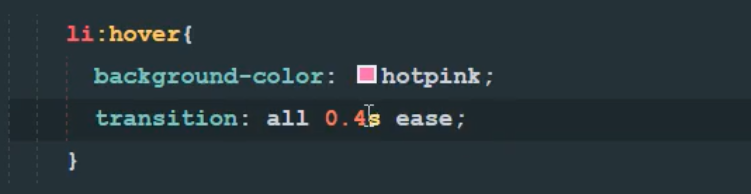 li:hover{
background-color: hotpink;
transition: all 0.4s ease;
}